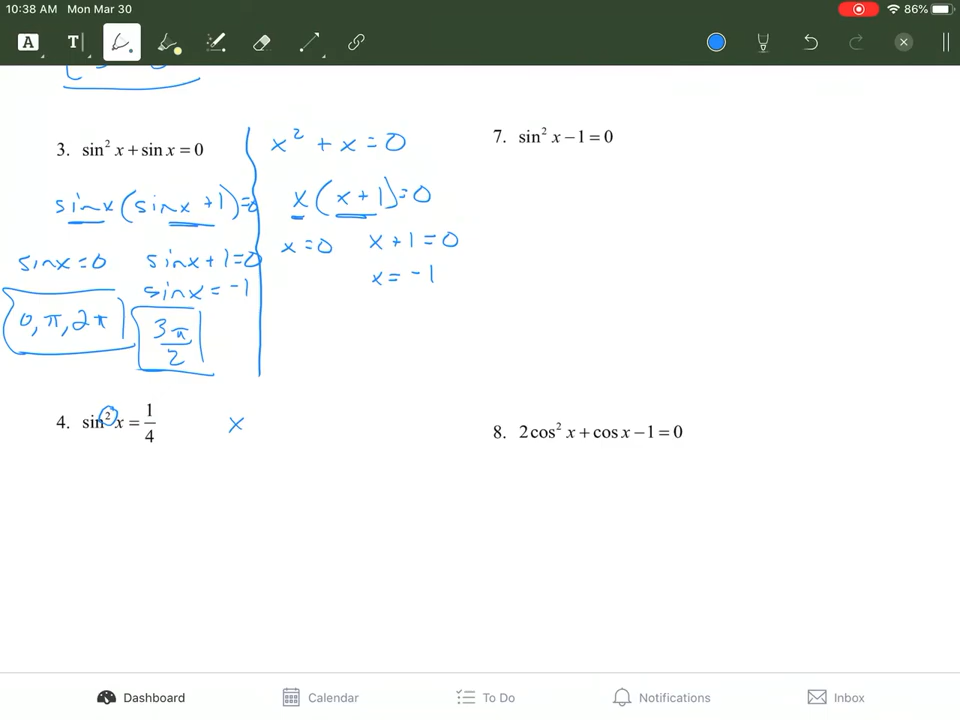 10:38 AM Mon Mar 30
86%
A T
3. sin² x + sin x = 0
sinx (sinx + 1) = 0
sinx = 0 sinx + 1 = 0
sinx = -1
0, π, 2π
3π/2
x² + x = 0
x (x + 1) = 0
x = 0 x + 1 = 0
x = -1
4. sin² x = 1/4
x
7. sin² x − 1 = 0
8. 2cos² x + cos x − 1 = 0
Dashboard Calendar To Do Notifications Inbox